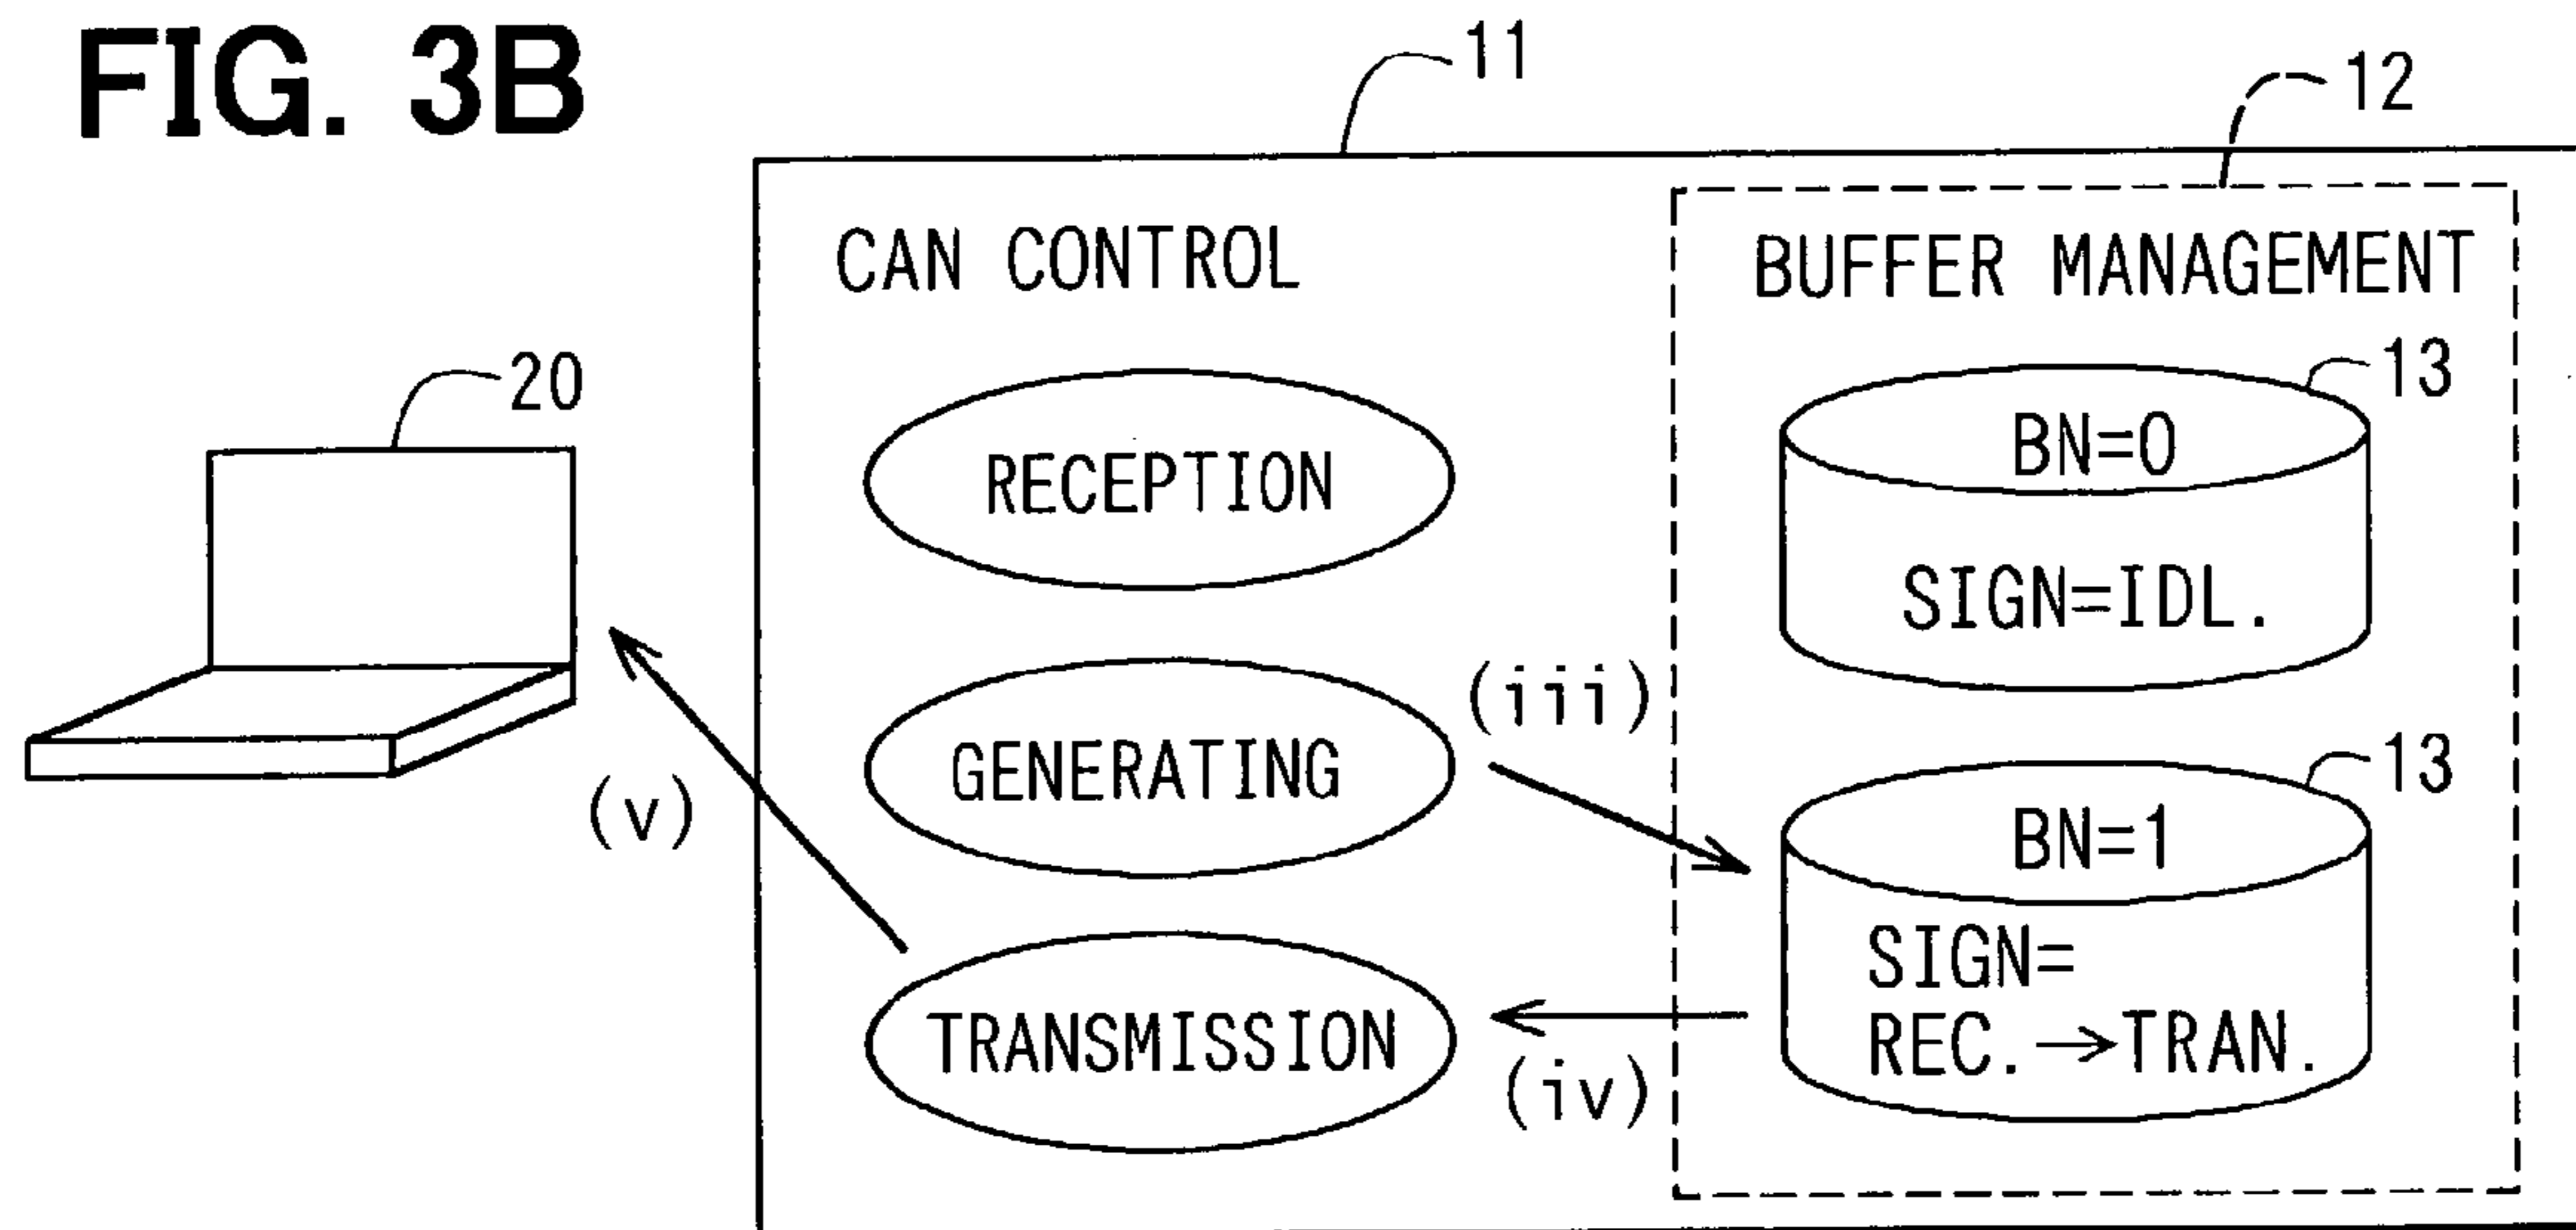 FIG. 3B
11
12
CAN CONTROL
BUFFER MANAGEMENT
20
13
BN=0
RECEPTION
SIGN=IDL.
(iii)
GENERATING
13
(v)
BN=1
SIGN=
REC.→TRAN.
TRANSMISSION
(iv)